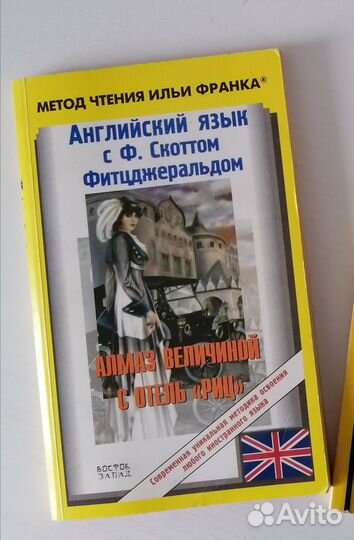 МЕТОД ЧТЕНИЯ ИЛЬИ ФРАНКА®
Английский язык
с Ф. Скоттом
Фитцджеральдом
АЛМАЗ ВЕЛИЧИНОЙ
С ОТЕЛЬ «РИЦ»
Современная уникальная методика освоения
любого иностранного языка
ВОСТОК
ЗАПАД
Avito